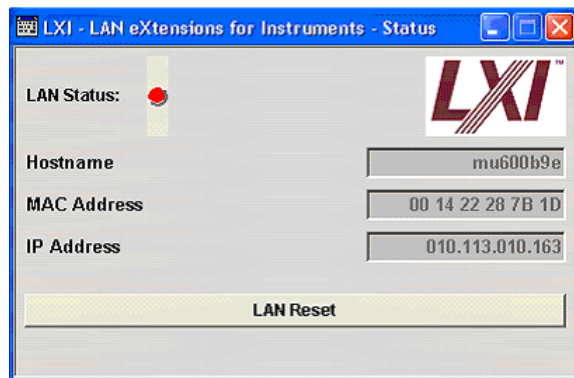 LXI - LAN eXtensions for Instruments - Status
LAN Status:
LXI™
Hostname mu600b9e
MAC Address 00 14 22 28 7B 1D
IP Address 010.113.010.163
LAN Reset